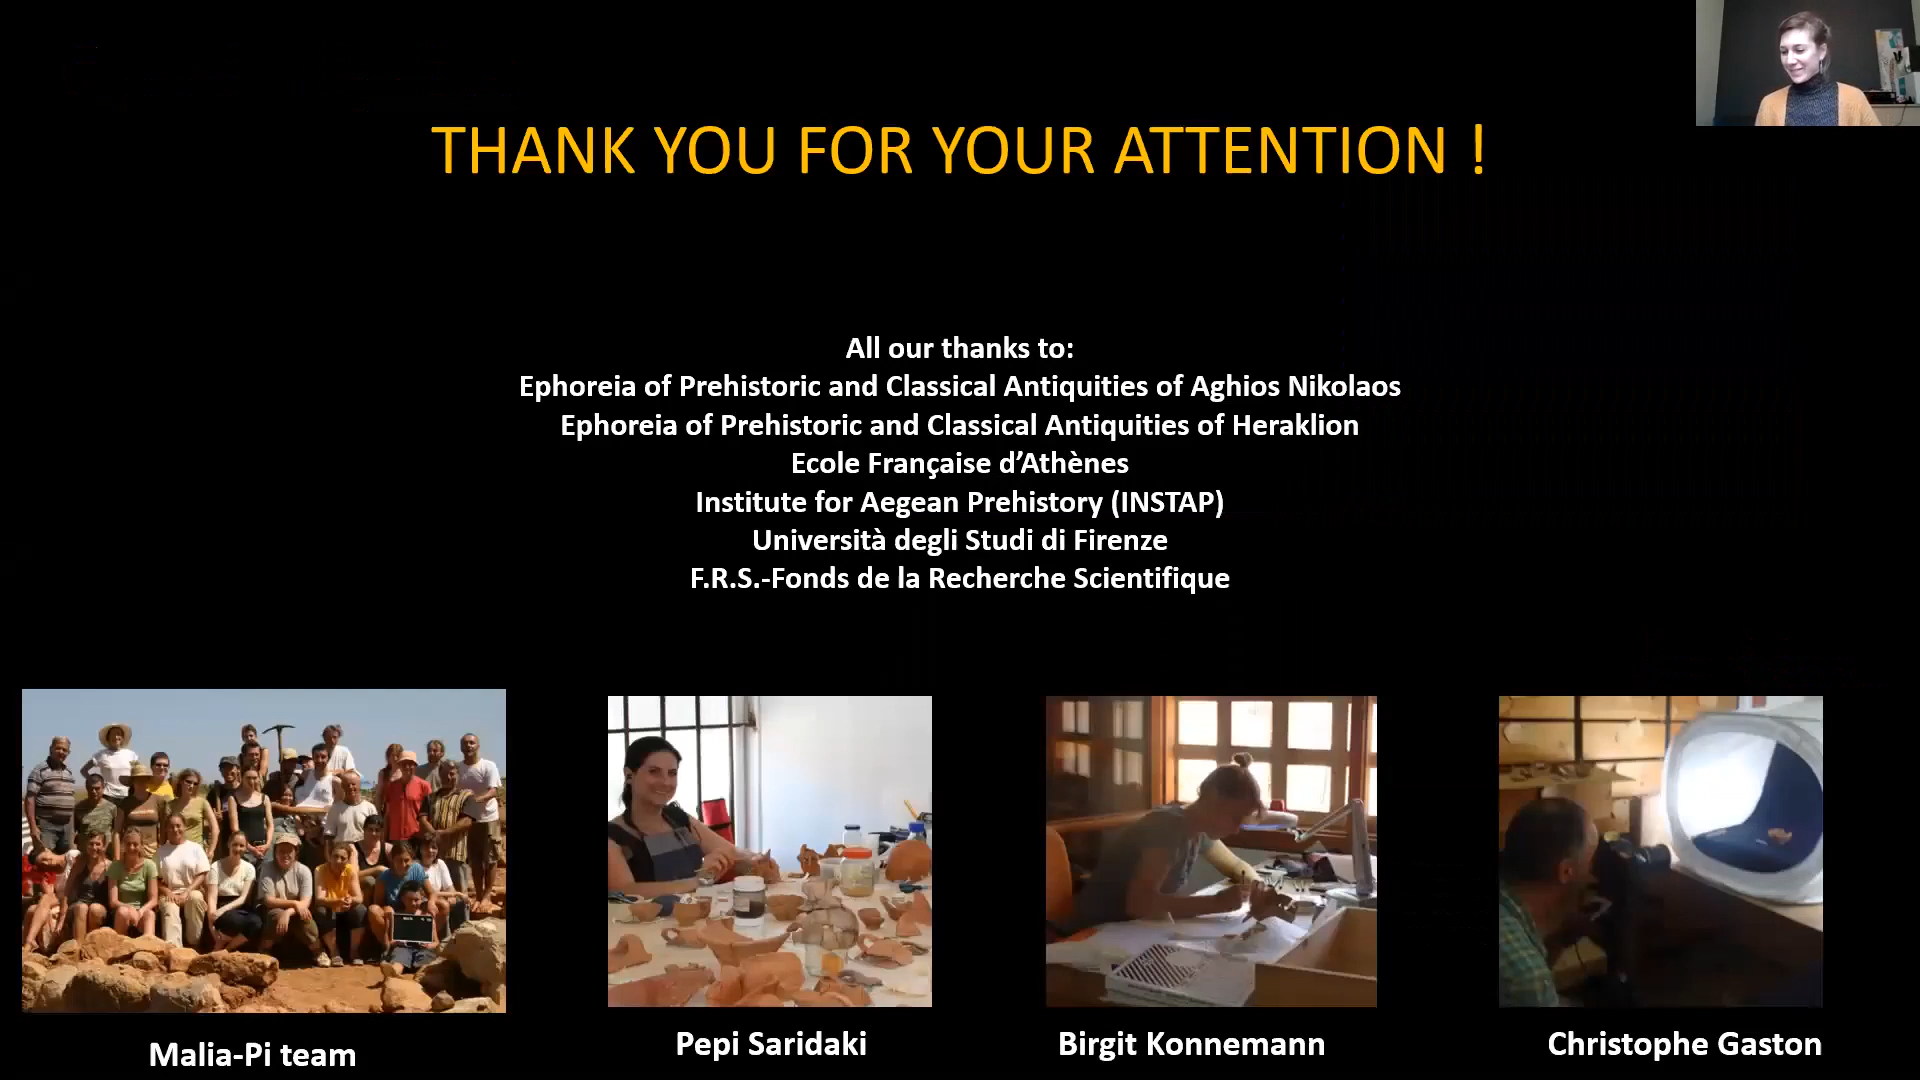 THANK YOU FOR YOUR ATTENTION !
All our thanks to:
Ephoreia of Prehistoric and Classical Antiquities of Aghios Nikolaos
Ephoreia of Prehistoric and Classical Antiquities of Heraklion
Ecole Française d’Athènes
Institute for Aegean Prehistory (INSTAP)
Università degli Studi di Firenze
F.R.S.-Fonds de la Recherche Scientifique
Malia-Pi team
Pepi Saridaki
Birgit Konnemann
Christophe Gaston